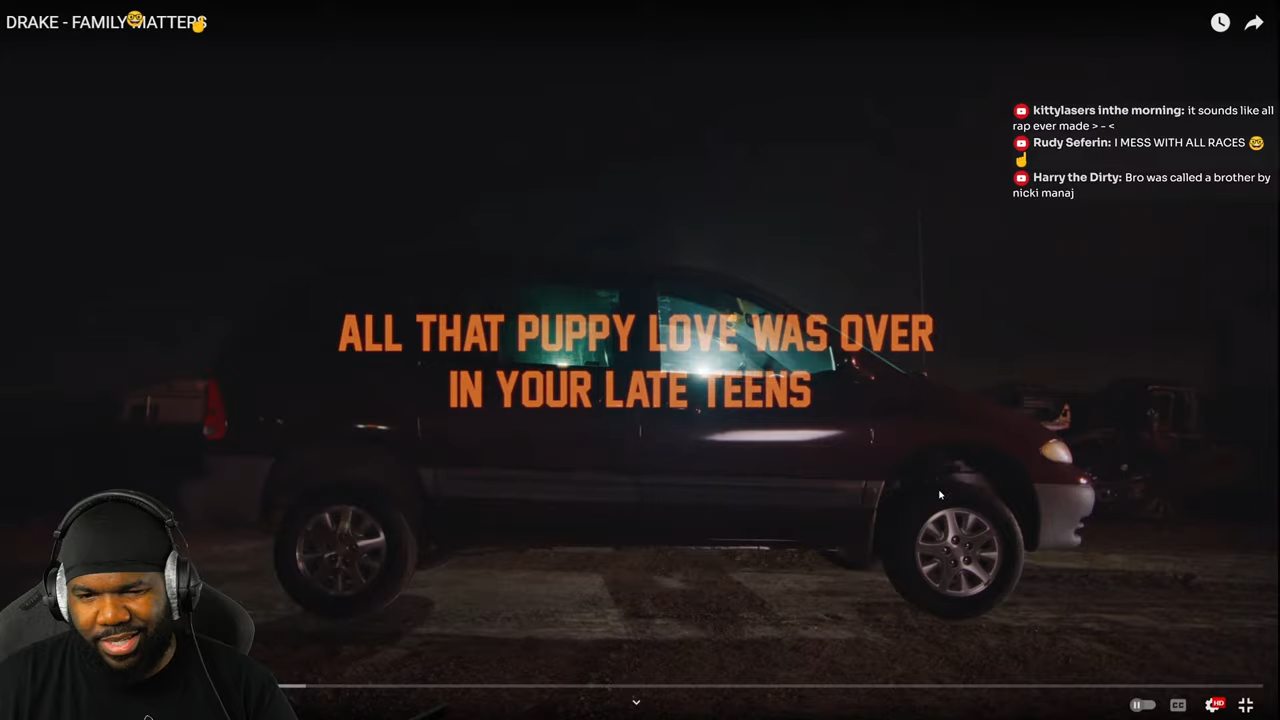 DRAKE - FAMILY MATTERS
kittylasers inthe morning: it sounds like all
rap ever made > - <
Rudy Seferin: I MESS WITH ALL RACES 🤓
☝️
Harry the Dirty: Bro was called a brother by
nicki manaj
ALL THAT PUPPY LOVE WAS OVER
IN YOUR LATE TEENS
CC
HD